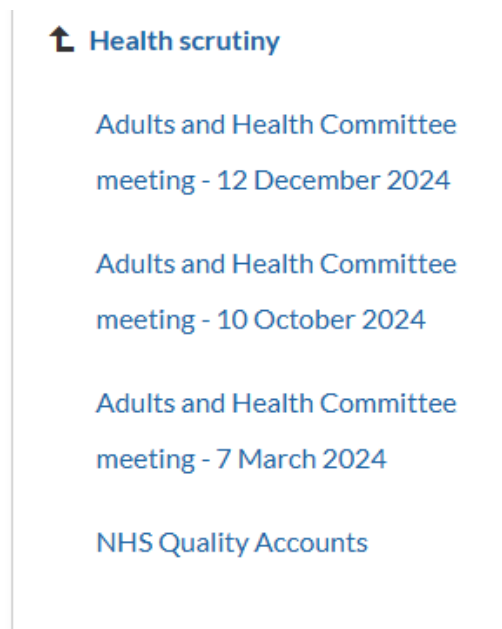 Health scrutiny
Adults and Health Committee
meeting - 12 December 2024
Adults and Health Committee
meeting - 10 October 2024
Adults and Health Committee
meeting - 7 March 2024
NHS Quality Accounts